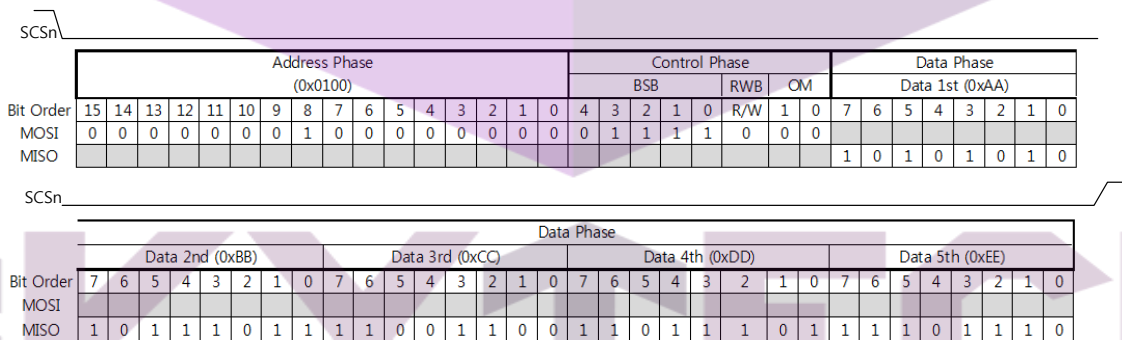 SCSn
Address Phase Control Phase Data Phase
(0x0100) BSB RWB OM Data 1st (0xAA)
Bit Order 15 14 13 12 11 10 9 8 7 6 5 4 3 2 1 0 4 3 2 1 0 R/W 1 0 7 6 5 4 3 2 1 0
MOSI 0 0 0 0 0 0 0 1 0 0 0 0 0 0 0 0 0 1 1 1 1 0 0 0
MISO 1 0 1 0 1 0 1 0
SCSn
Data Phase
Data 2nd (0xBB) Data 3rd (0xCC) Data 4th (0xDD) Data 5th (0xEE)
Bit Order 7 6 5 4 3 2 1 0 7 6 5 4 3 2 1 0 7 6 5 4 3 2 1 0 7 6 5 4 3 2 1 0
MOSI
MISO 1 0 1 1 1 0 1 1 1 1 0 0 1 1 0 0 1 1 0 1 1 1 0 1 1 1 1 0 1 1 1 0